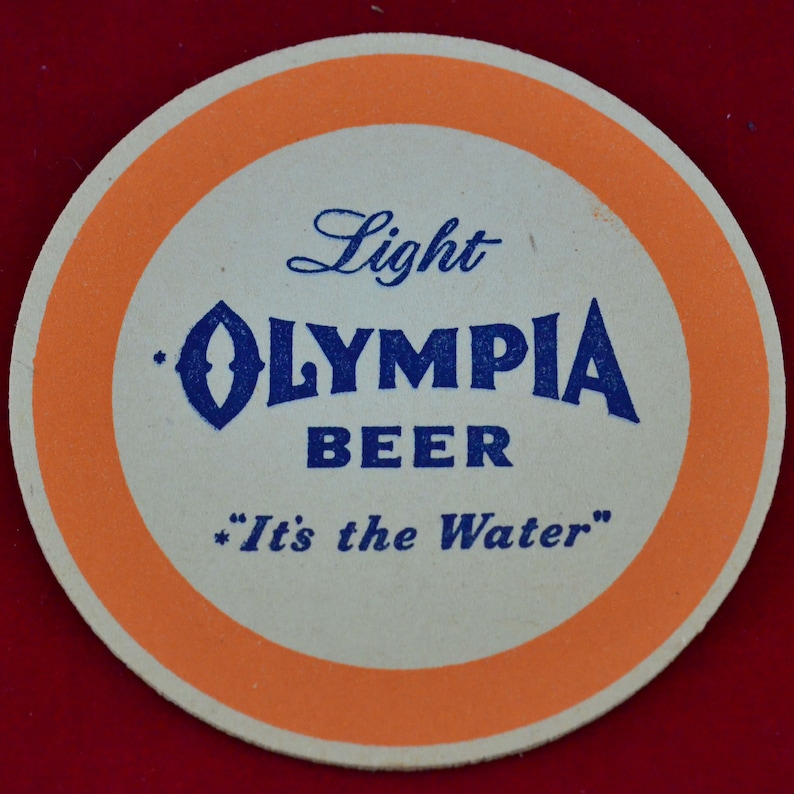 Light
*OLYMPIA
BEER
*"It's the Water"